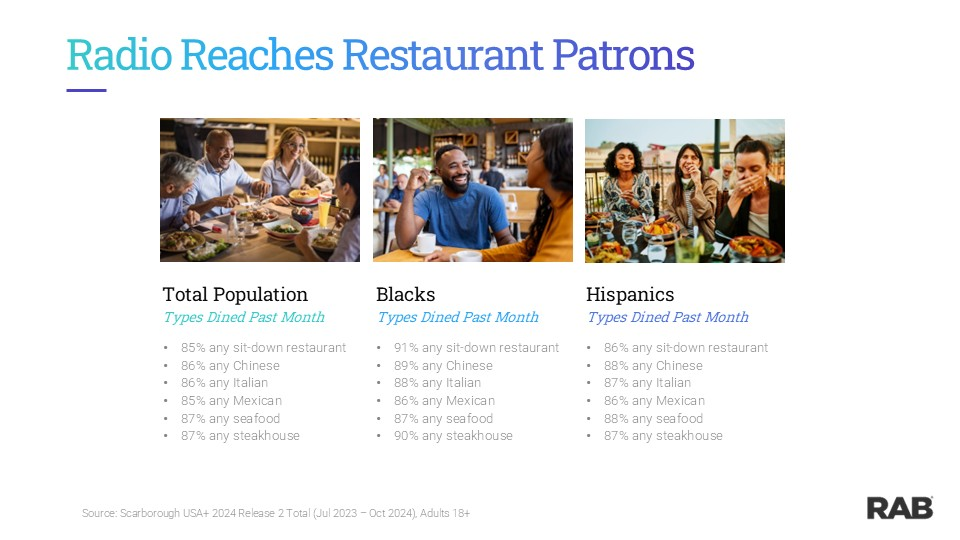 Radio Reaches Restaurant Patrons
Total Population
Types Dined Past Month
• 85% any sit-down restaurant
• 86% any Chinese
• 86% any Italian
• 85% any Mexican
• 87% any seafood
• 87% any steakhouse
Blacks
Types Dined Past Month
• 91% any sit-down restaurant
• 89% any Chinese
• 88% any Italian
• 86% any Mexican
• 87% any seafood
• 90% any steakhouse
Hispanics
Types Dined Past Month
• 86% any sit-down restaurant
• 88% any Chinese
• 87% any Italian
• 86% any Mexican
• 88% any seafood
• 87% any steakhouse
Source: Scarborough USA+ 2024 Release 2 Total (Jul 2023 – Oct 2024), Adults 18+
RAB